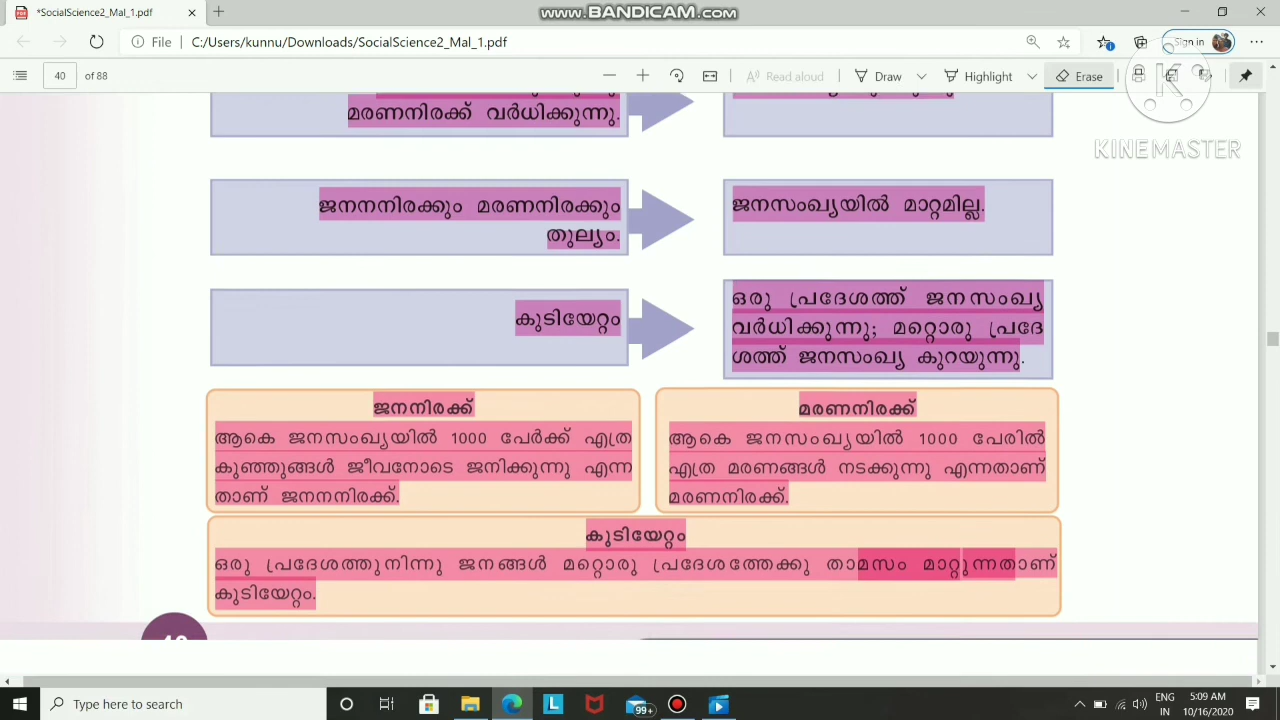 www.BANDICAM.com
*SocialScience2_Mal_1.pdf
File
C:/Users/kunnu/Downloads/SocialScience2_Mal_1.pdf
Sign in
40 of 88
Read aloud
Draw
Highlight
Erase
K
KINEMASTER
മരണനിരക്ക് വർധിക്കുന്നു.
ജനനനിരക്കും മരണനിരക്കും
തുല്യം.
ജനസംഖ്യയിൽ മാറ്റമില്ല.
കുടിയേറ്റം
ഒരു പ്രദേശത്ത് ജനസംഖ്യ
വർധിക്കുന്നു; മറ്റൊരു പ്രദേ
ശത്ത് ജനസംഖ്യ കുറയുന്നു.
ജനനിരക്ക്
ആകെ ജനസംഖ്യയിൽ 1000 പേർക്ക് എത്ര
കുഞ്ഞുങ്ങൾ ജീവനോടെ ജനിക്കുന്നു എന്ന
താണ് ജനനനിരക്ക്.
മരണനിരക്ക്
ആകെ ജനസംഖ്യയിൽ 1000 പേരിൽ
എത്ര മരണങ്ങൾ നടക്കുന്നു എന്നതാണ്
മരണനിരക്ക്.
കുടിയേറ്റം
ഒരു പ്രദേശത്തുനിന്നു ജനങ്ങൾ മറ്റൊരു പ്രദേശത്തേക്കു താമസം മാറ്റുന്നതാണ്
കുടിയേറ്റം.
Type here to search
L
99+
ENG
IN
5:09 AM
10/16/2020